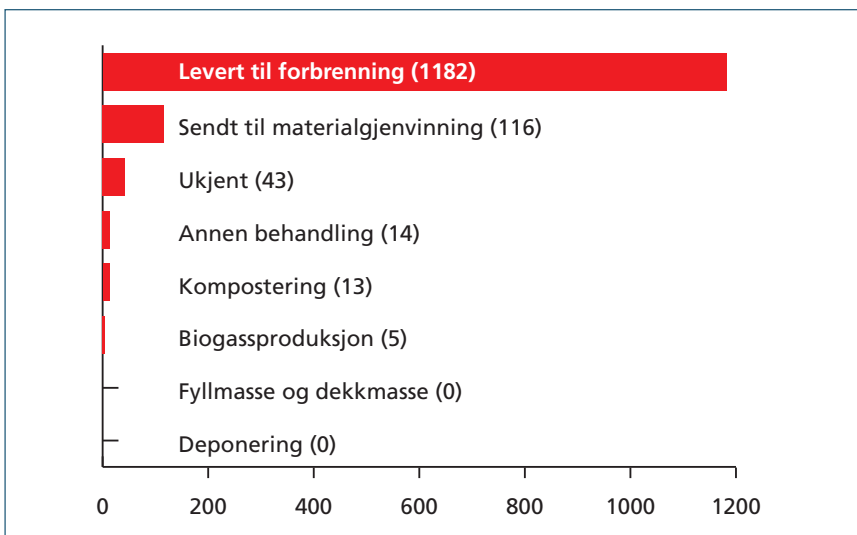 Levert til forbrenning (1182)
Sendt til materialgjenvinning (116)
Ukjent (43)
Annen behandling (14)
Kompostering (13)
Biogassproduksjon (5)
Fyllmasse og dekkmasse (0)
Deponering (0)
0 200 400 600 800 1000 1200